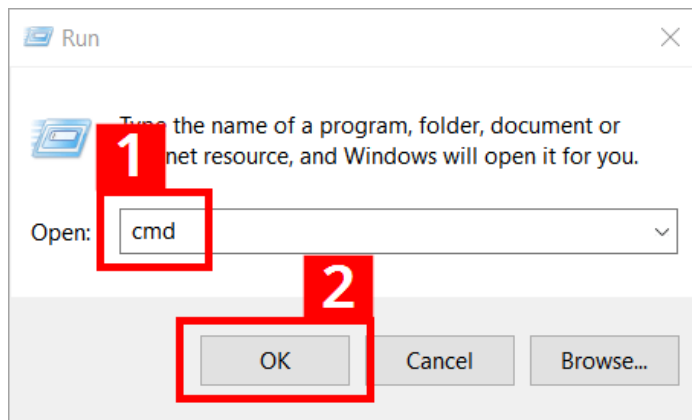 Run
Type the name of a program, folder, document or
net resource, and Windows will open it for you.
1
Open:
cmd
2
OK
Cancel
Browse...